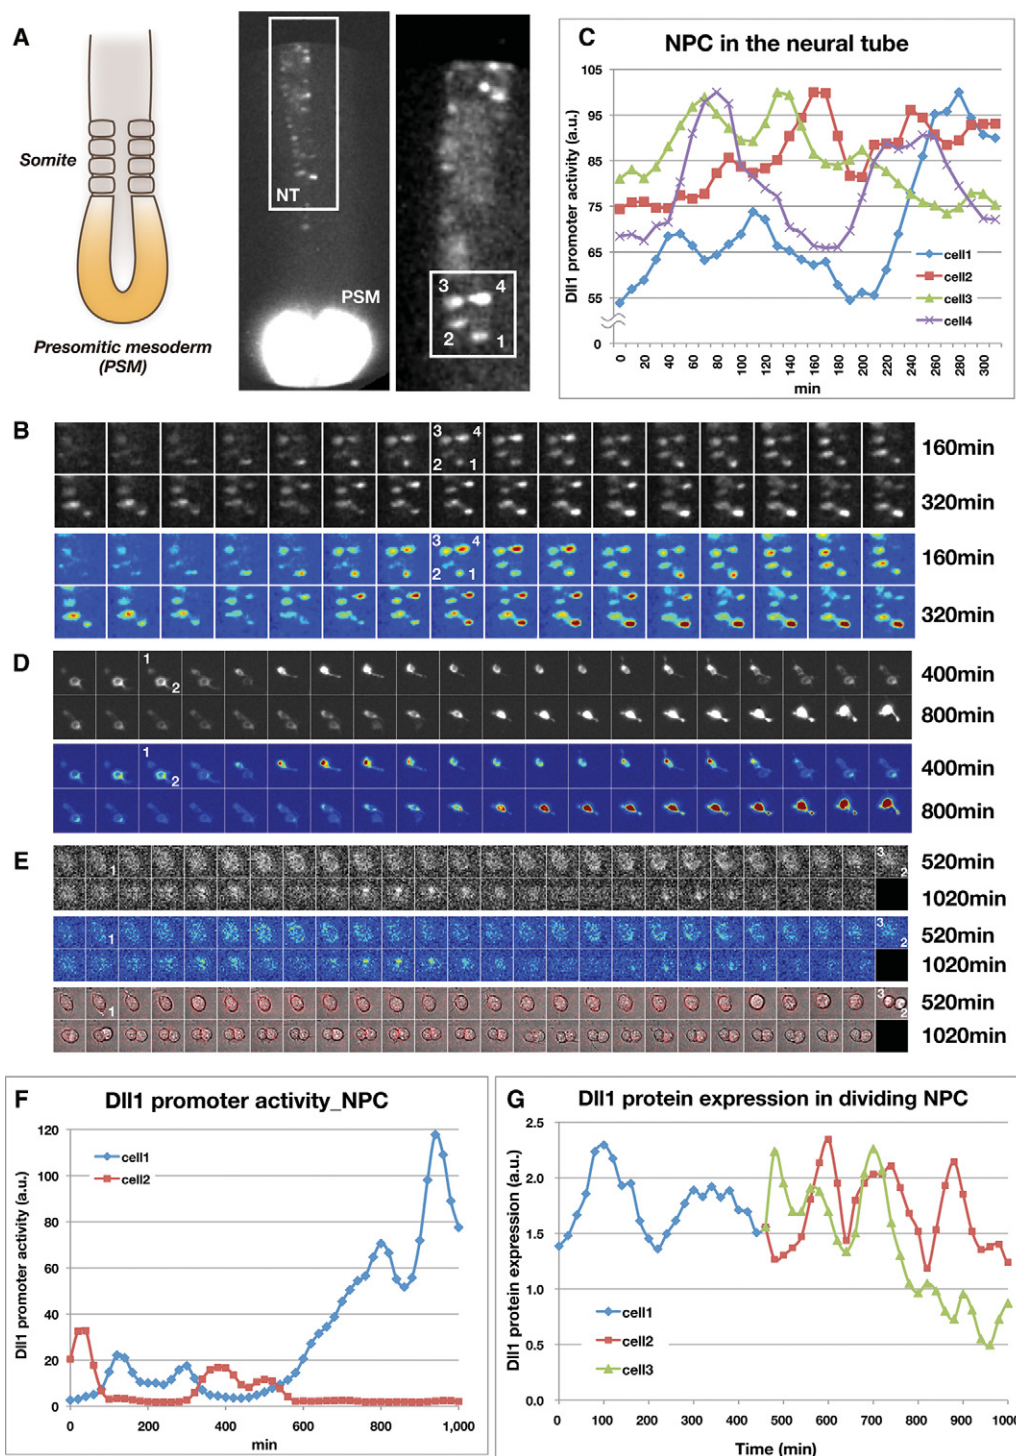 A
Somite
Presomitic mesoderm
(PSM)
NT
PSM
3 4
2 1
C
NPC in the neural tube
Dll1 promoter activity (a.u.)
105
95
85
75
65
55
0
0 20 40 60 80 100 120 140 160 180 200 220 240 260 280 300
min
cell1
cell2
cell3
cell4
B
3 4
2 1
160min
320min
3 4
2 1
160min
320min
D
1
2
400min
800min
1
2
400min
800min
E
1
3
2
520min
1020min
1
3
2
520min
1020min
1
3
2
520min
1020min
F
Dll1 promoter activity_NPC
Dll1 promoter activity (a.u.)
120
100
80
60
40
20
0
0 200 400 600 800 1,000
min
cell1
cell2
G
Dll1 protein expression in dividing NPC
Dll1 protein expression (a.u.)
2.5
2.0
1.5
1.0
0.5
0.0
0 100 200 300 400 500 600 700 800 900 1000
Time (min)
cell1
cell2
cell3